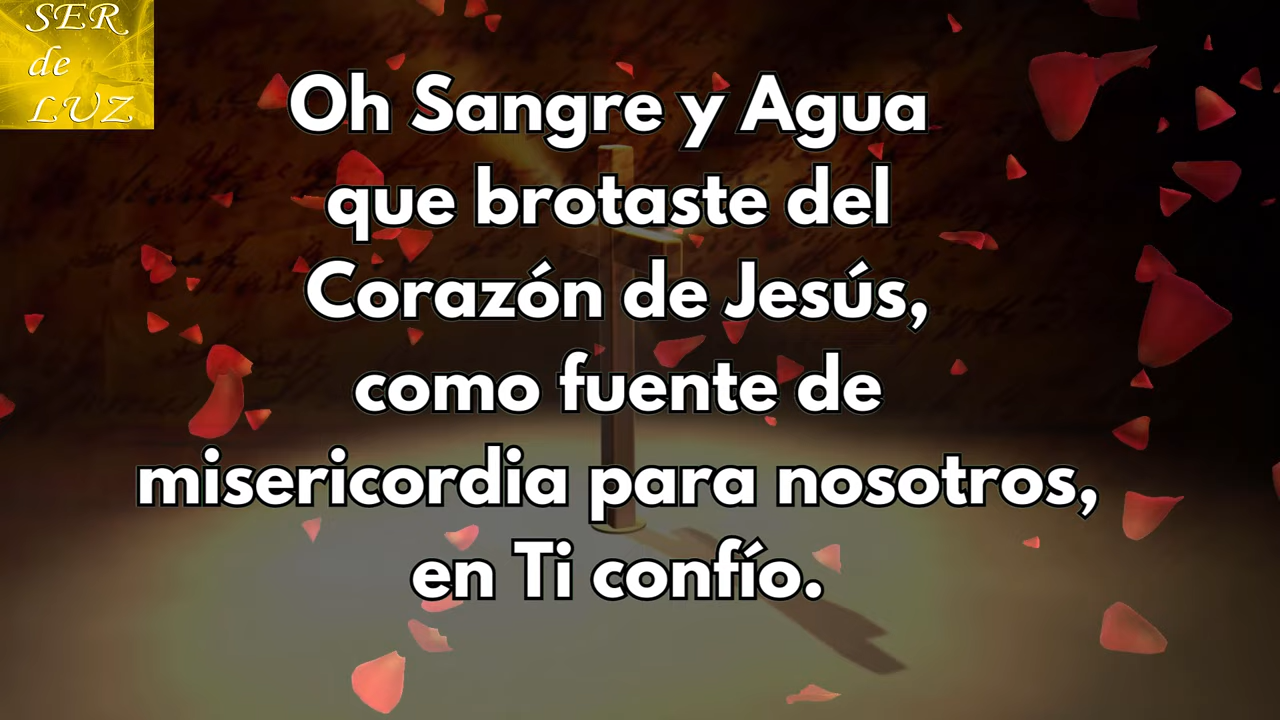 SER
de
LUZ
Oh Sangre y Agua
que brotaste del
Corazón de Jesús,
como fuente de
misericordia para nosotros,
en Ti confío.